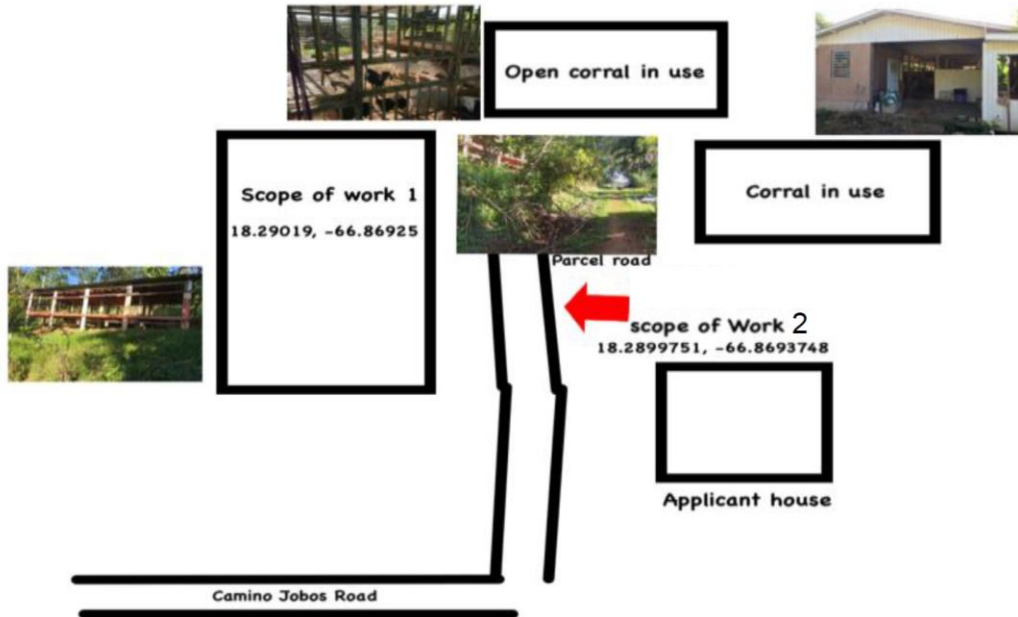 Open corral in use
Scope of work 1
18.29019, -66.86925
Corral in use
Parcel road
scope of Work 2
18.2899751, -66.8693748
Applicant house
Camino Jobos Road